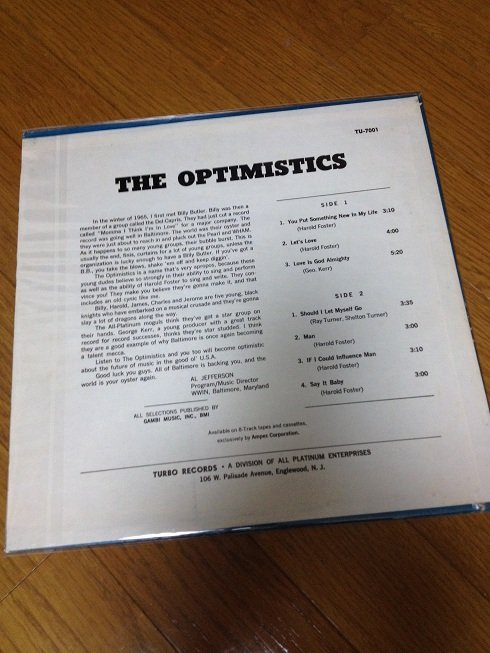 TU-7001
THE OPTIMISTICS
In the winter of 1965, I first met Billy Butler. Billy was then a
member of a group called the Del-Capris. They had just cut a record
called "Momma I Think I'm in Love" for a major company. The
record was going well in Baltimore. The world was their oyster and
they were just about to reach in and pluck out the Pearl and WHAM.
As it happens to so many young groups, their bubble burst. This is
usually the end, finis, curtains for a lot of young groups, unless the
organization is lucky enough to have a Billy Butler. If you've got a
B.B., you take the blows, shake 'em off and keep diggin'.
The Optimistics is a name that's very apropos, because these
young dudes believe so strongly in their ability to sing and perform
as well as the ability of Harold Foster to sing and write. They con-
vince you! They make you believe they're gonna make it, and that
includes an old cynic like me.
Billy, Harold, James, Charles and Jerome are five young, black
knights who have embarked on a musical crusade and they're gonna
slay a lot of dragons along the way.
The All-Platinum moguls think they've got a star group on
their hands. George Kerr, a young producer with a great track
record for record successes, thinks they're star studded. I think
they are a good example of why Baltimore is once again becoming
a talent mecca.
Listen to The Optimistics and you too will become optimistic
about the future of music in the good ol' U.S.A.
Good luck you guys. All of Baltimore is backing you, and the
world is your oyster again.
AL JEFFERSON
Program/Music Director
WWIN, Baltimore, Maryland
ALL SELECTIONS PUBLISHED BY
GAMBI MUSIC, INC., BMI
SIDE 1
1. You Put Something New In My Life 3:10
(Harold Foster)
2. Let's Love 4:00
(Harold Foster)
3. Love is God Almighty 5:20
(Geo. Kerr)
SIDE 2
1. Should I Let Myself Go 3:35
(Ray Turner, Shelton Turner)
2. Man 3:00
(Harold Foster)
3. IF I Could Influence Man 3:10
(Harold Foster)
4. Say It Baby 3:00
(Harold Foster)
Available on 8-Track tapes and cassettes,
exclusively by Ampex Corporation.
TURBO RECORDS • A DIVISION OF ALL PLATINUM ENTERPRISES
106 W. Palisade Avenue, Englewood, N. J.